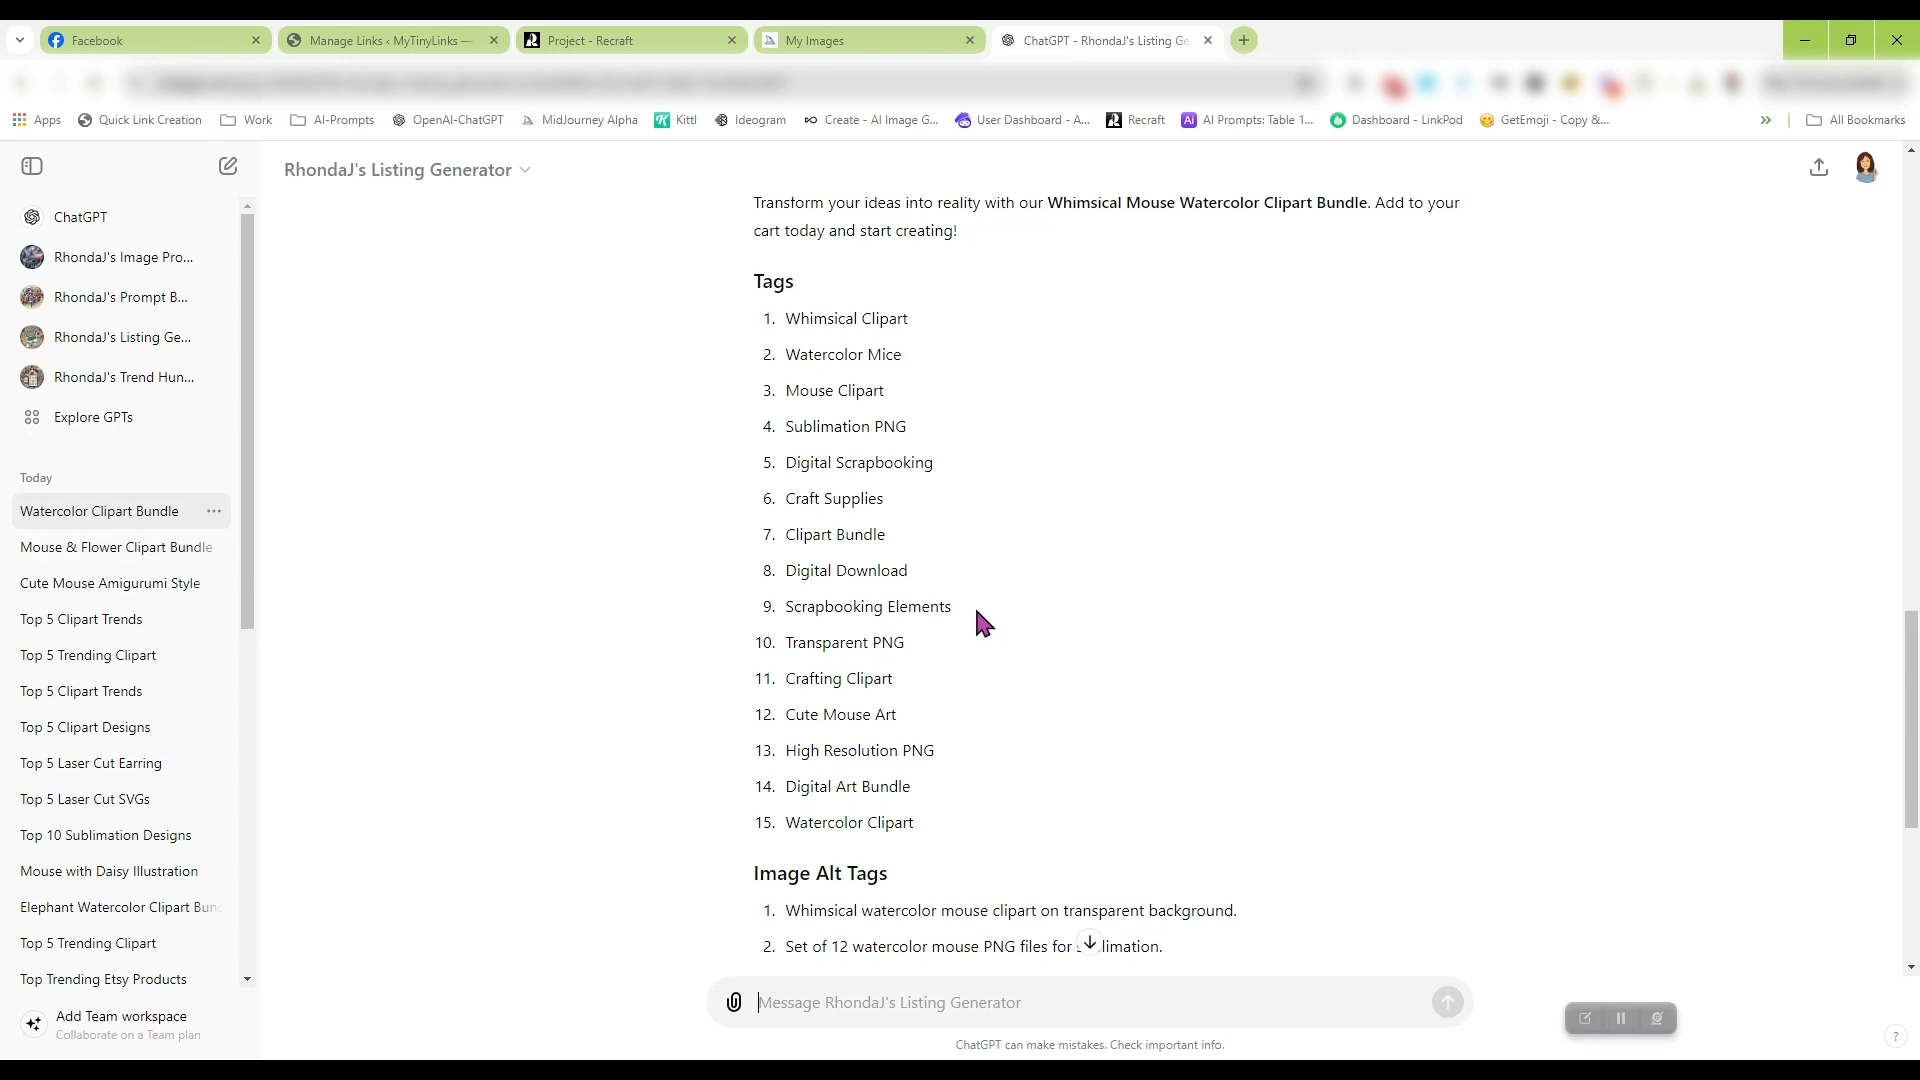 Facebook
Manage Links ‹ MyTinyLinks —
Project - Recraft
My Images
ChatGPT - RhondaJ's Listing Ge
Apps
Quick Link Creation
Work
AI-Prompts
OpenAI-ChatGPT
MidJourney Alpha
Kittl
Ideogram
Create - AI Image G...
User Dashboard - A...
Recraft
AI Prompts: Table 1...
Dashboard - LinkPod
GetEmoji - Copy &...
All Bookmarks
RhondaJ's Listing Generator
ChatGPT
RhondaJ's Image Pro...
RhondaJ's Prompt B...
RhondaJ's Listing Ge...
RhondaJ's Trend Hun...
Explore GPTs
Today
Watercolor Clipart Bundle
Mouse & Flower Clipart Bundle
Cute Mouse Amigurumi Style
Top 5 Clipart Trends
Top 5 Trending Clipart
Top 5 Clipart Trends
Top 5 Clipart Designs
Top 5 Laser Cut Earring
Top 5 Laser Cut SVGs
Top 10 Sublimation Designs
Mouse with Daisy Illustration
Elephant Watercolor Clipart Bun
Top 5 Trending Clipart
Top Trending Etsy Products
Add Team workspace
Collaborate on a Team plan
Transform your ideas into reality with our Whimsical Mouse Watercolor Clipart Bundle. Add to your
cart today and start creating!
Tags
1. Whimsical Clipart
2. Watercolor Mice
3. Mouse Clipart
4. Sublimation PNG
5. Digital Scrapbooking
6. Craft Supplies
7. Clipart Bundle
8. Digital Download
9. Scrapbooking Elements
10. Transparent PNG
11. Crafting Clipart
12. Cute Mouse Art
13. High Resolution PNG
14. Digital Art Bundle
15. Watercolor Clipart
Image Alt Tags
1. Whimsical watercolor mouse clipart on transparent background.
2. Set of 12 watercolor mouse PNG files for s limation.
Message RhondaJ's Listing Generator
ChatGPT can make mistakes. Check important info.
?